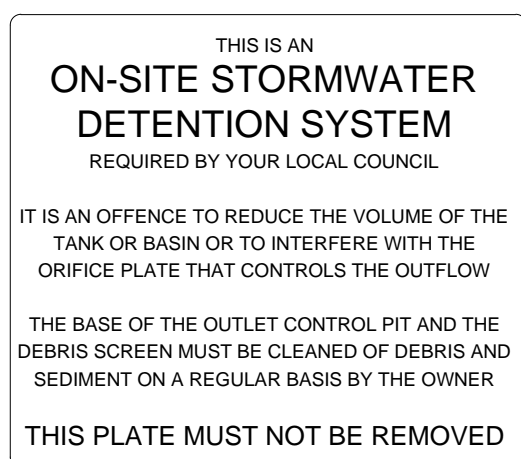 THIS IS AN
ON-SITE STORMWATER
DETENTION SYSTEM
REQUIRED BY YOUR LOCAL COUNCIL
IT IS AN OFFENCE TO REDUCE THE VOLUME OF THE
TANK OR BASIN OR TO INTERFERE WITH THE
ORIFICE PLATE THAT CONTROLS THE OUTFLOW
THE BASE OF THE OUTLET CONTROL PIT AND THE
DEBRIS SCREEN MUST BE CLEANED OF DEBRIS AND
SEDIMENT ON A REGULAR BASIS BY THE OWNER
THIS PLATE MUST NOT BE REMOVED